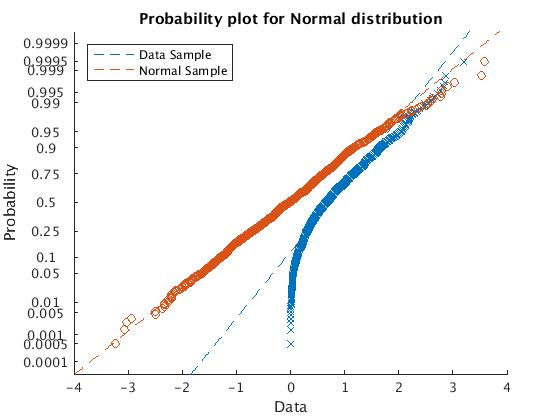 Probability plot for Normal distribution
Data Sample
Normal Sample
Probability
0.9999
0.9995
0.999
0.995
0.99
0.95
0.9
0.75
0.5
0.25
0.1
0.05
0.01
0.005
0.001
0.0005
0.0001
-4 -3 -2 -1 0 1 2 3 4
Data